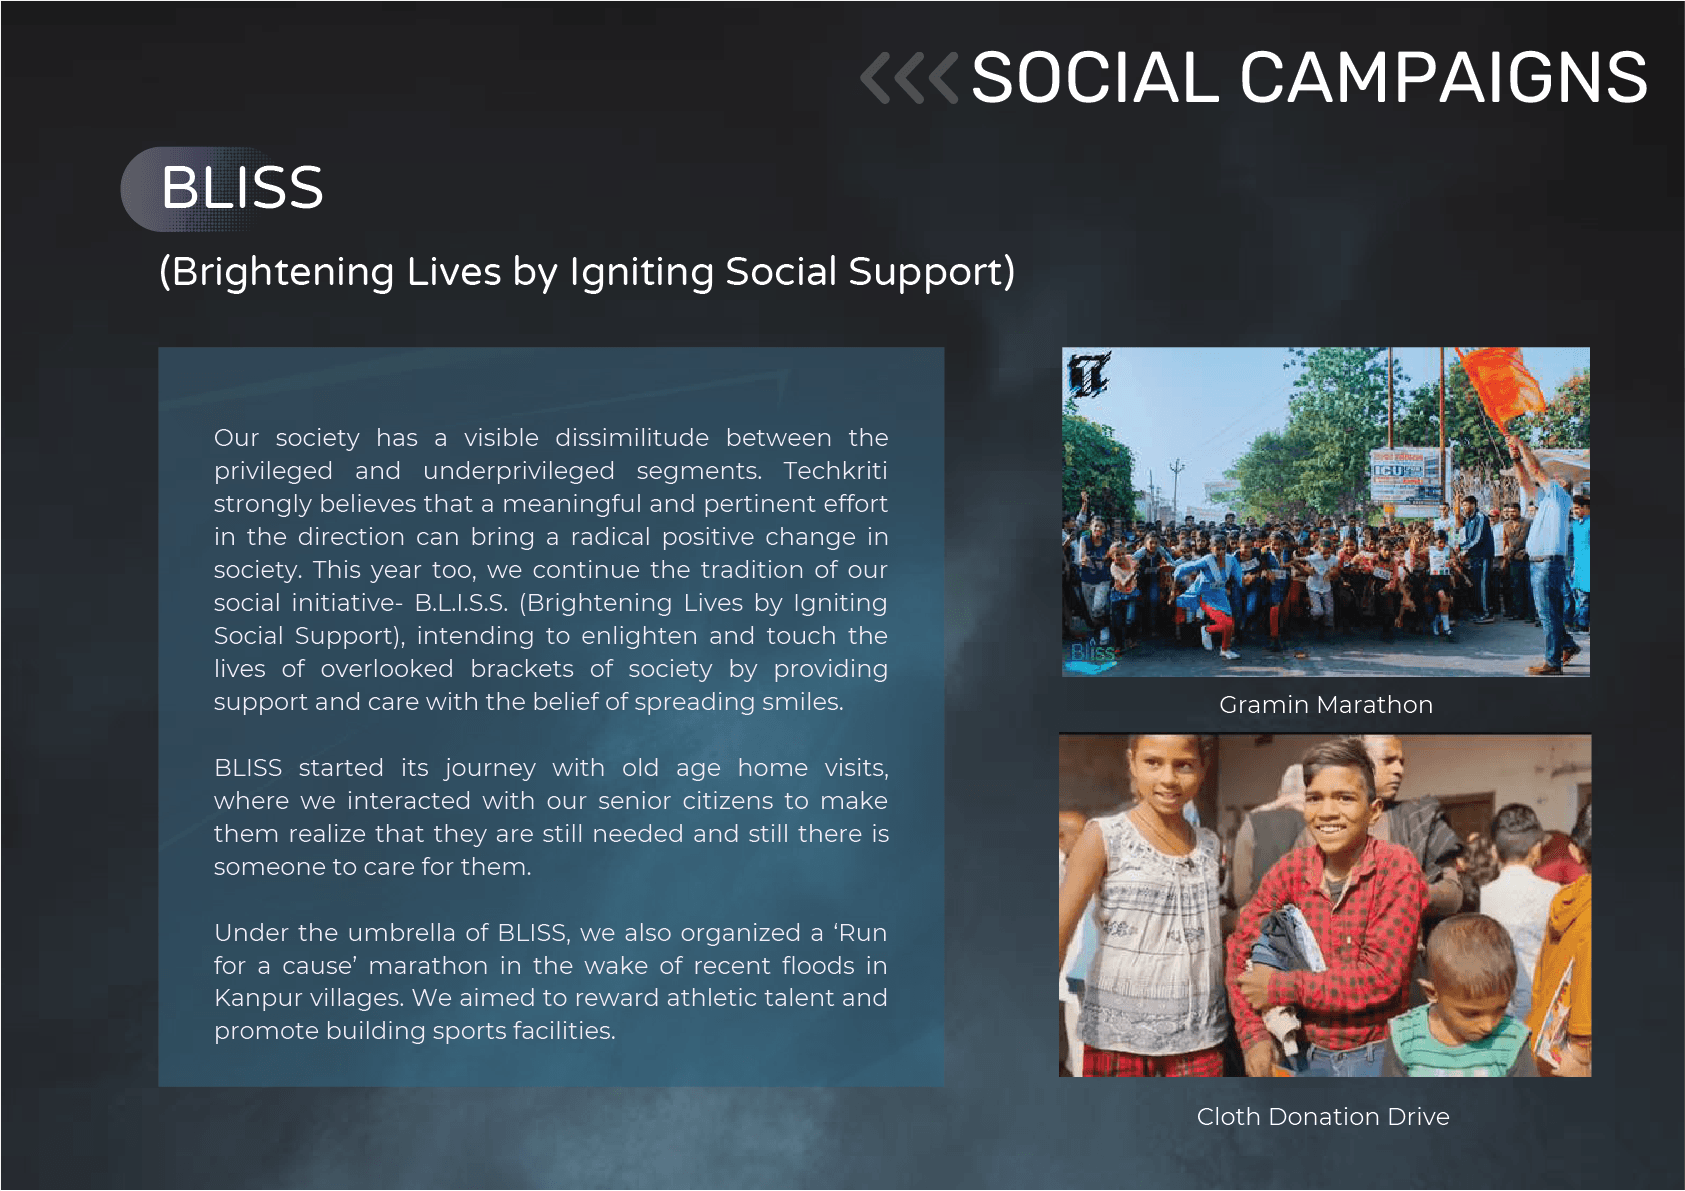 SOCIAL CAMPAIGNS
BLISS
(Brightening Lives by Igniting Social Support)
Our society has a visible dissimilitude between the
privileged and underprivileged segments. Techkriti
strongly believes that a meaningful and pertinent effort
in the direction can bring a radical positive change in
society. This year too, we continue the tradition of our
social initiative- B.L.I.S.S. (Brightening Lives by Igniting
Social Support), intending to enlighten and touch the
lives of overlooked brackets of society by providing
support and care with the belief of spreading smiles.
BLISS started its journey with old age home visits,
where we interacted with our senior citizens to make
them realize that they are still needed and still there is
someone to care for them.
Under the umbrella of BLISS, we also organized a ‘Run
for a cause’ marathon in the wake of recent floods in
Kanpur villages. We aimed to reward athletic talent and
promote building sports facilities.
ICU
Bliss
Gramin Marathon
Cloth Donation Drive